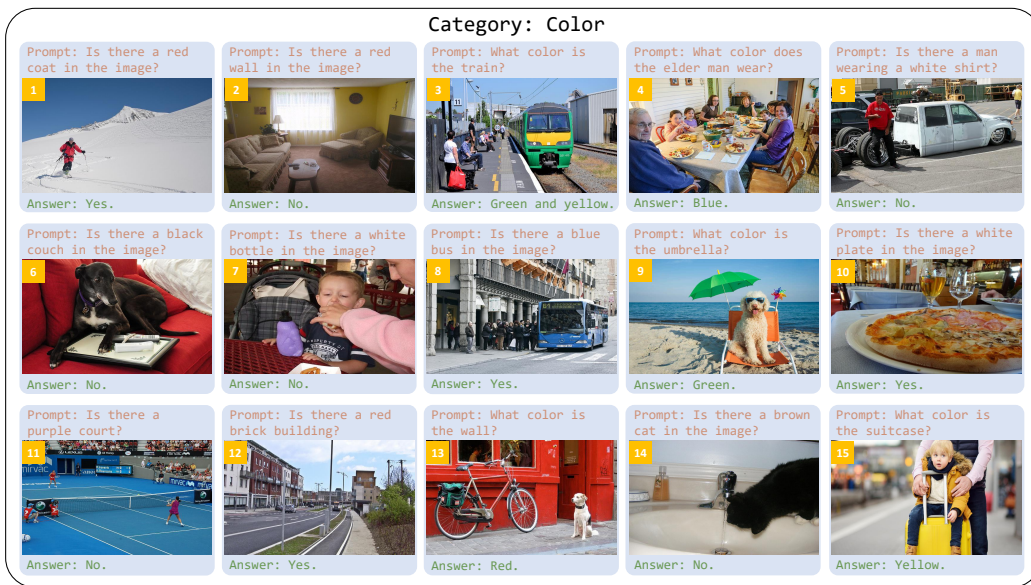 Category: Color
Prompt: Is there a red
coat in the image?
1
Answer: Yes.
Prompt: Is there a red
wall in the image?
2
Answer: No.
Prompt: What color is
the train?
3
11
Answer: Green and yellow.
Prompt: What color does
the elder man wear?
4
Answer: Blue.
Prompt: Is there a man
wearing a white shirt?
5
Answer: No.
Prompt: Is there a black
couch in the image?
6
Answer: No.
Prompt: Is there a white
bottle in the image?
7
Answer: No.
Prompt: Is there a blue
bus in the image?
8
Answer: Yes.
Prompt: What color is
the umbrella?
9
Answer: Green.
Prompt: Is there a white
plate in the image?
10
Answer: Yes.
Prompt: Is there a
purple court?
11
mirvac
Answer: No.
Prompt: Is there a red
brick building?
12
Answer: Yes.
Prompt: What color is
the wall?
13
Answer: Red.
Prompt: Is there a brown
cat in the image?
14
Answer: No.
Prompt: What color is
the suitcase?
15
Answer: Yellow.